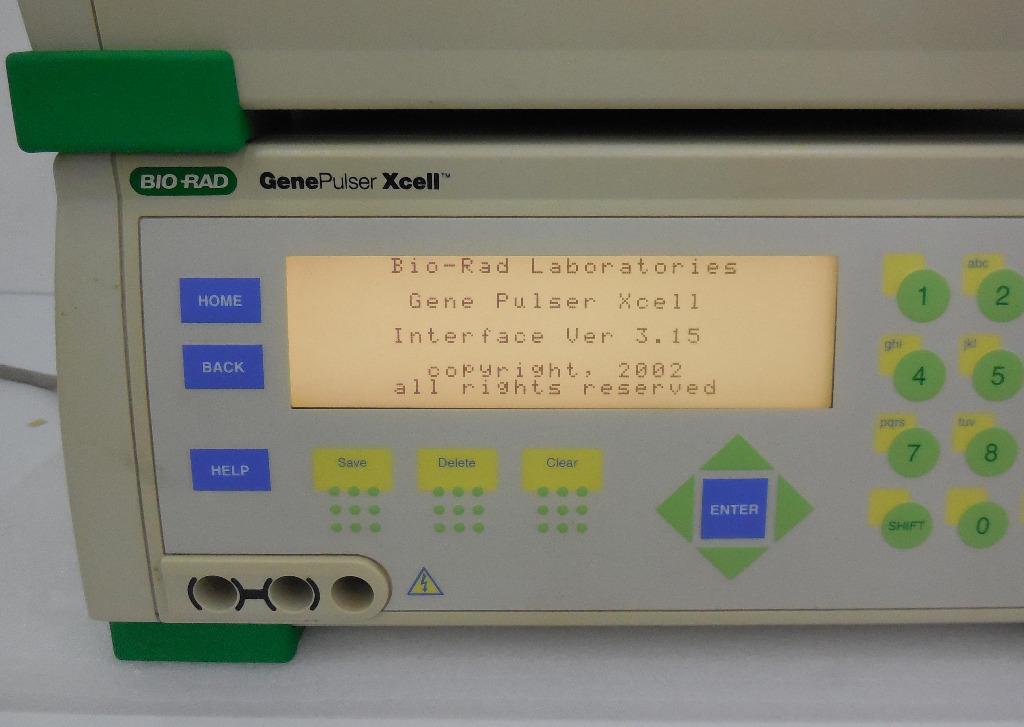 BIO-RAD GenePulser Xcell™
Bio-Rad Laboratories
Gene Pulser Xcell
Interface Ver 3.15
copyright, 2002
all rights reserved
HOME
BACK
HELP
Save Delete Clear
ENTER
1 abc 2
ghi 4 jkl 5
pqrs 7 tuv 8
SHIFT 0